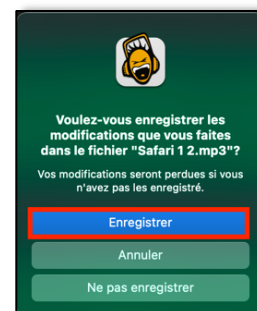 Voulez-vous enregistrer les
modifications que vous faites
dans le fichier "Safari 1 2.mp3"?
Vos modifications seront perdues si vous
n'avez pas les enregistré.
Enregistrer
Annuler
Ne pas enregistrer